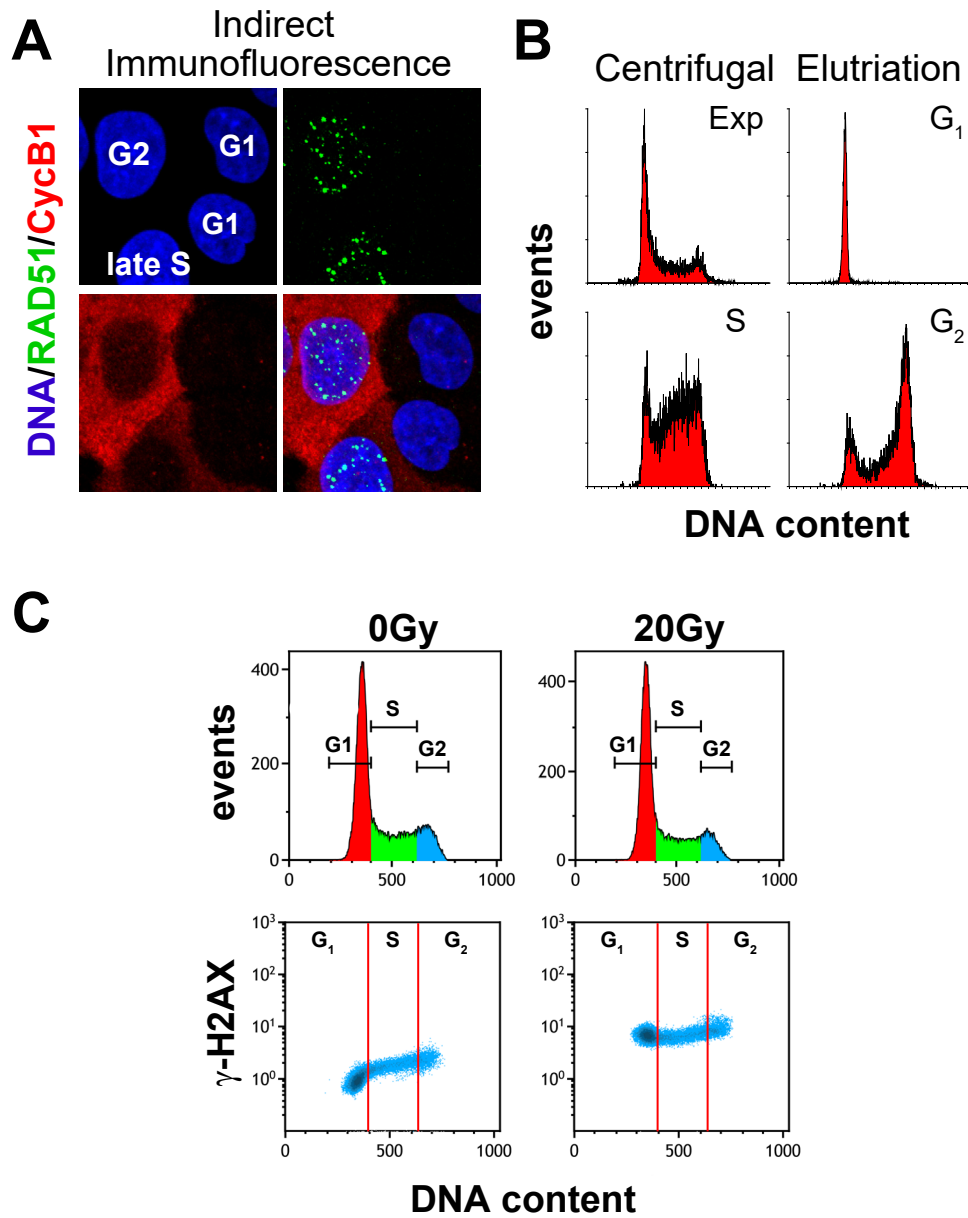 A
Indirect
Immunofluorescence
DNA/RAD51/CycB1
G2
G1
G1
late S
B
Centrifugal Elutriation
events
Exp
G₁
S
G₂
DNA content
C
0Gy
20Gy
events
400
200
0
G1
S
G2
0
500
1000
400
200
0
G1
S
G2
0
500
1000
γ-H2AX
10³
10²
10¹
10⁰
G₁ S G₂
0
500
1000
10³
10²
10¹
10⁰
G₁ S G₂
0
500
1000
DNA content